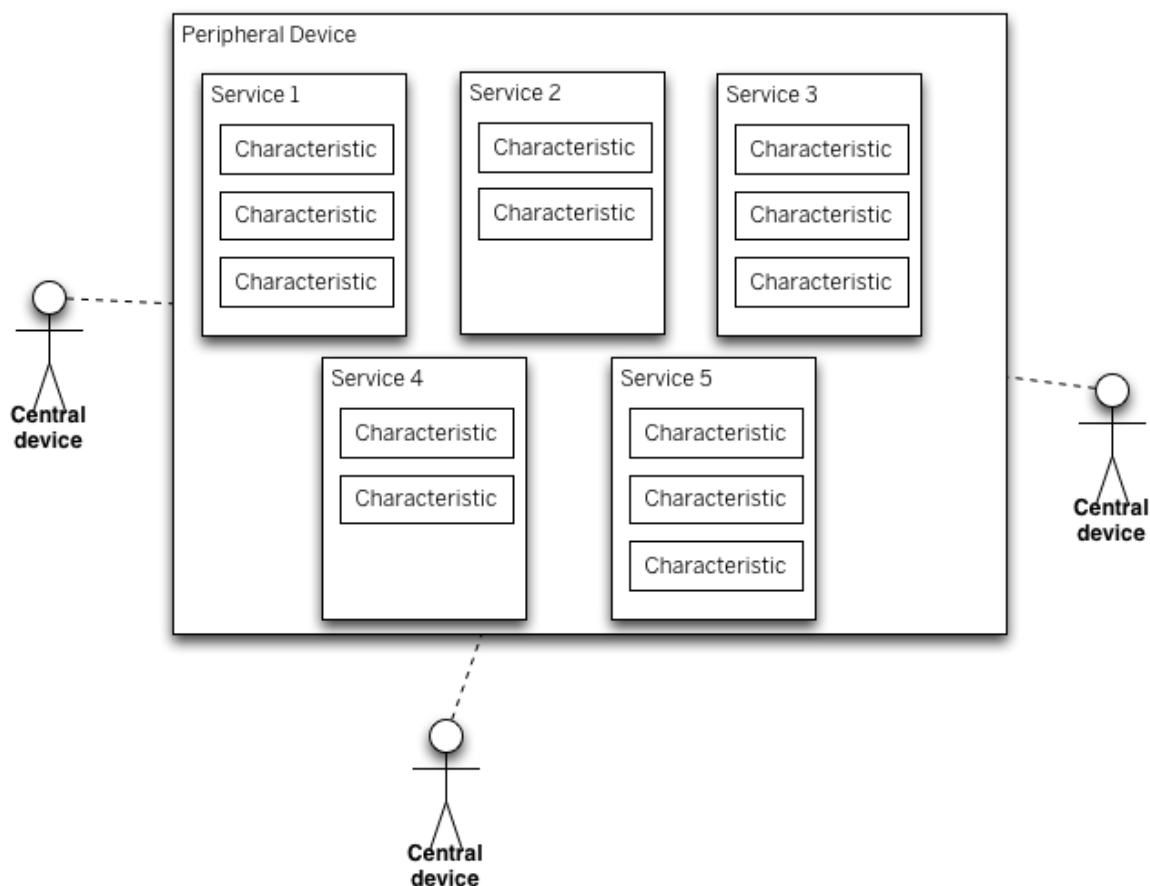 Peripheral Device
Service 1
Characteristic
Characteristic
Characteristic
Service 2
Characteristic
Characteristic
Service 3
Characteristic
Characteristic
Characteristic
Service 4
Characteristic
Characteristic
Service 5
Characteristic
Characteristic
Characteristic
Central
device
Central
device
Central
device